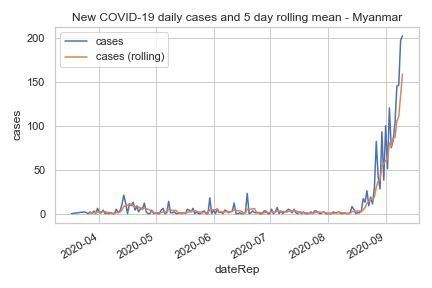 New COVID-19 daily cases and 5 day rolling mean - Myanmar
cases
cases (rolling)
200
150
100
50
0
cases
2020-04
2020-05
2020-06
2020-07
2020-08
2020-09
dateRep